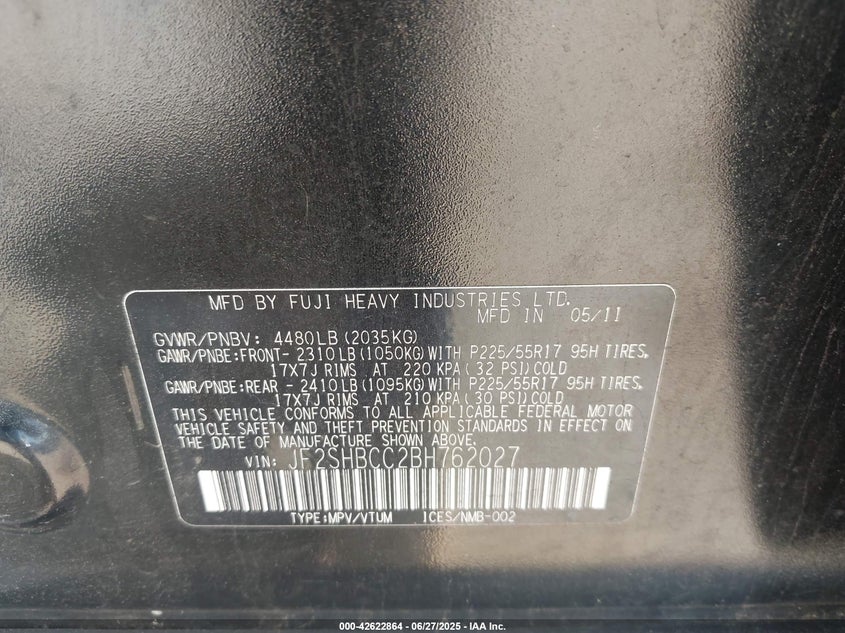 MFD BY FUJI HEAVY INDUSTRIES LTD.
MFD IN 05/11
GVWR/PNBV: 4480LB(2035KG)
GAWR/PNBE:FRONT- 2310LB(1050KG)WITH P225/55R17 95H TIRES,
17X7J RIMS AT 220 KPA( 32 PSI)COLD
GAWR/PNBE:REAR - 2410LB(1095KG)WITH P225/55R17 95H TIRES,
17X7J RIMS AT 210 KPA( 30 PSI)COLD
THIS VEHICLE CONFORMS TO ALL APPLICABLE FEDERAL MOTOR
VEHICLE SAFETY AND THEFT PREVENTION STANDARDS IN EFFECT ON
THE DATE OF MANUFACTURE SHOWN ABOVE.
VIN: JF2SHBCC2BH762027
TYPE:MPV/VTUM ICES/NMB-002
000-42622864 - 06/27/2025 - IAA Inc.